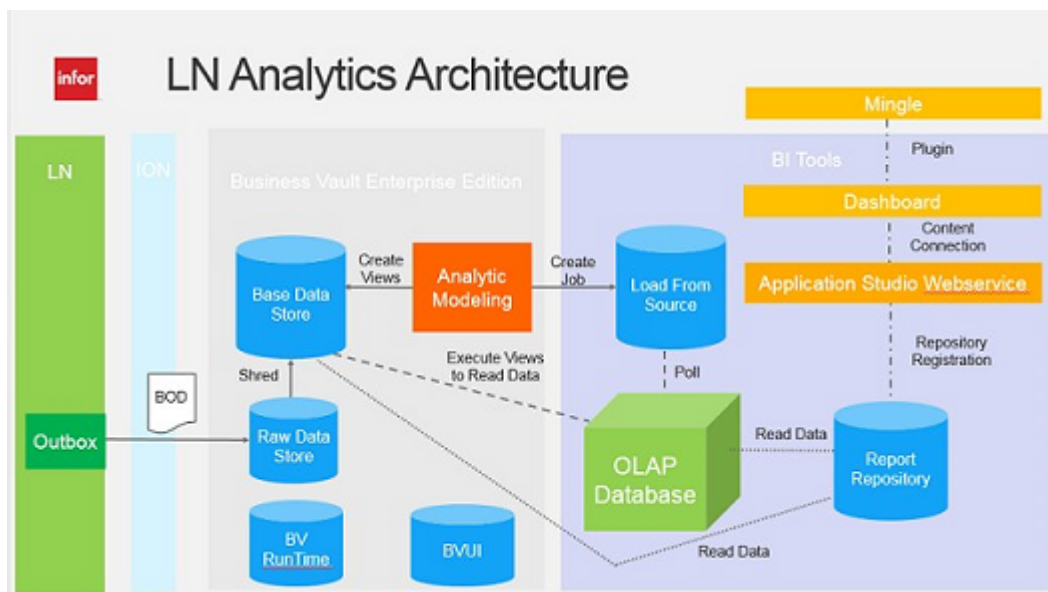 infor
LN Analytics Architecture
Mingle
Plugin
LN
ION
Business Vault Enterprise Edition
BI Tools
Dashboard
Content
Connection
Application Studio Webservice
Create
Views
Analytic
Modeling
Create
Job
Base Data
Store
Load From
Source
Repository
Registration
Execute Views
to Read Data
Poll
Shred
BOD
Outbox
Raw Data
Store
OLAP
Database
Read Data
Report
Repository
BV
RunTime
BVUI
Read Data